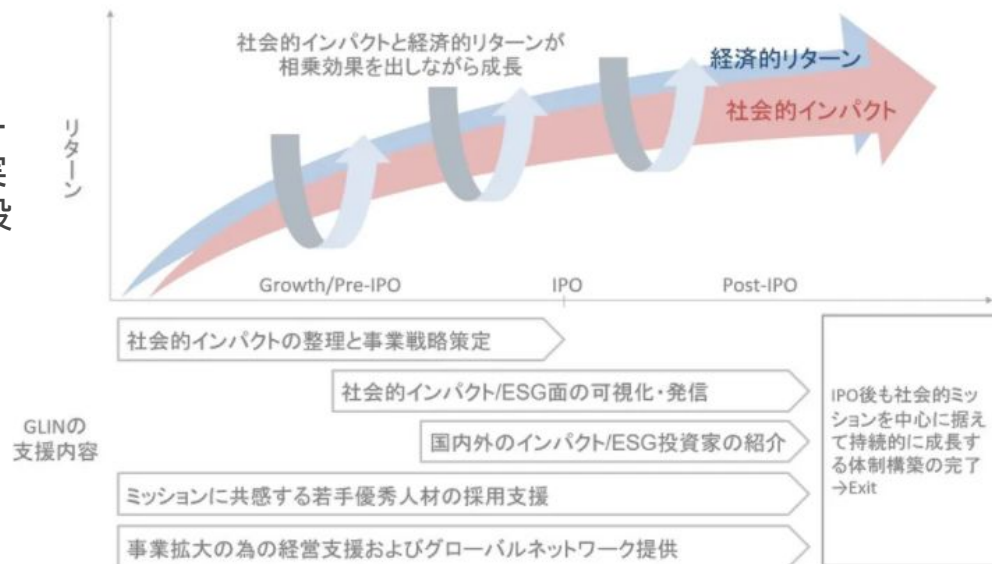 社会的インパクトと経済的リターンが
相乗効果を出しながら成長
経済的リターン
社会的インパクト
リターン
実
役
Growth/Pre-IPO
IPO
Post-IPO
GLINの
支援内容
社会的インパクトの整理と事業戦略策定
社会的インパクト/ESG面の可視化・発信
国内外のインパクト/ESG投資家の紹介
ミッションに共感する若手優秀人材の採用支援
事業拡大の為の経営支援およびグローバルネットワーク提供
IPO後も社会的ミッ
ションを中心に据え
て持続的に成長す
る体制構築の完了
→Exit